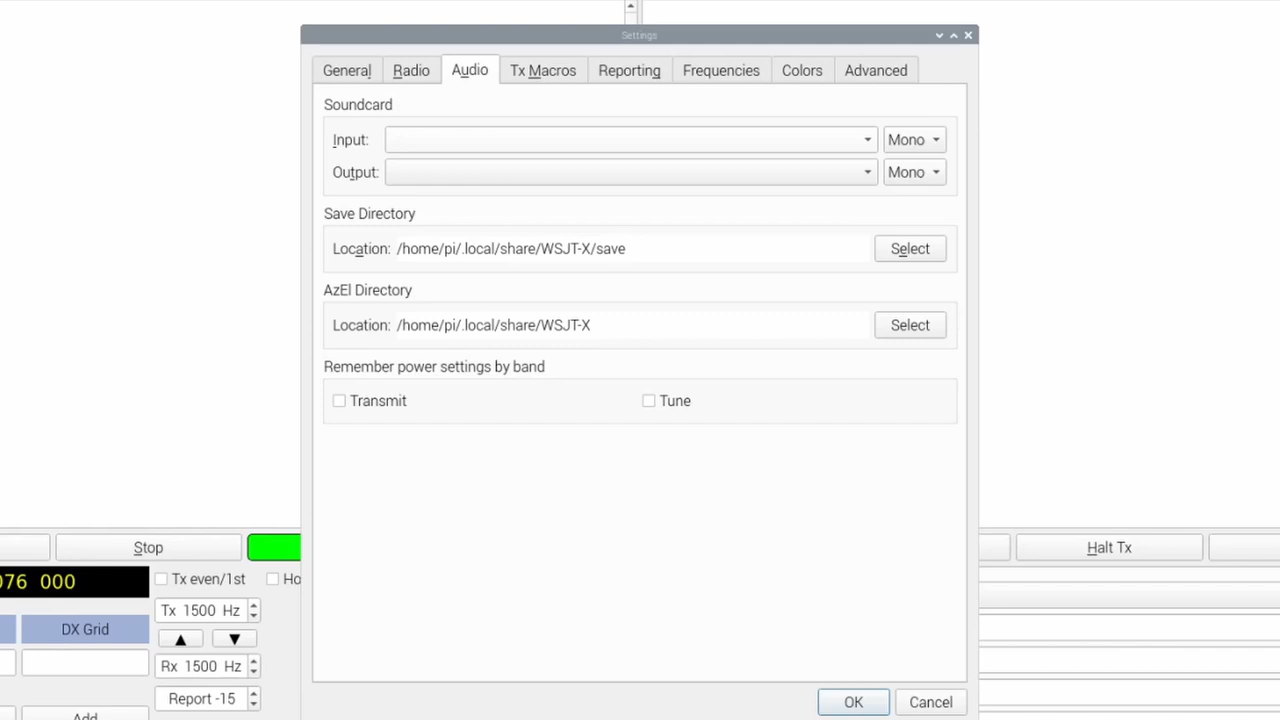 Settings
General Radio Audio Tx Macros Reporting Frequencies Colors Advanced
Soundcard
Input: Mono
Output: Mono
Save Directory
Location: /home/pi/.local/share/WSJT-X/save Select
AzEl Directory
Location: /home/pi/.local/share/WSJT-X Select
Remember power settings by band
Transmit Tune
Stop Halt Tx
076 000 Tx even/1st Ho
Tx 1500 Hz
DX Grid
▲ ▼
Rx 1500 Hz
Report -15
Add
OK Cancel